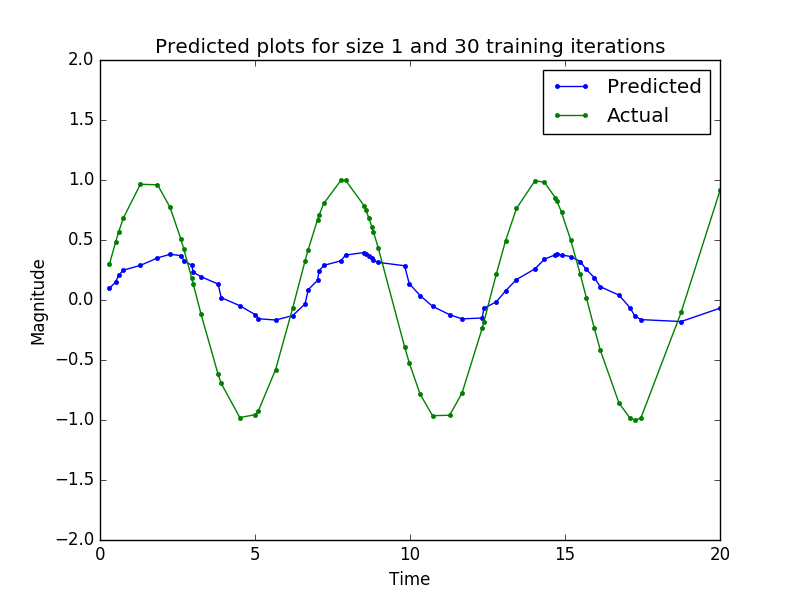 Predicted plots for size 1 and 30 training iterations
Predicted
Actual
2.0
1.5
1.0
0.5
0.0
−0.5
−1.0
−1.5
−2.0
Magnitude
0 5 10 15 20
Time